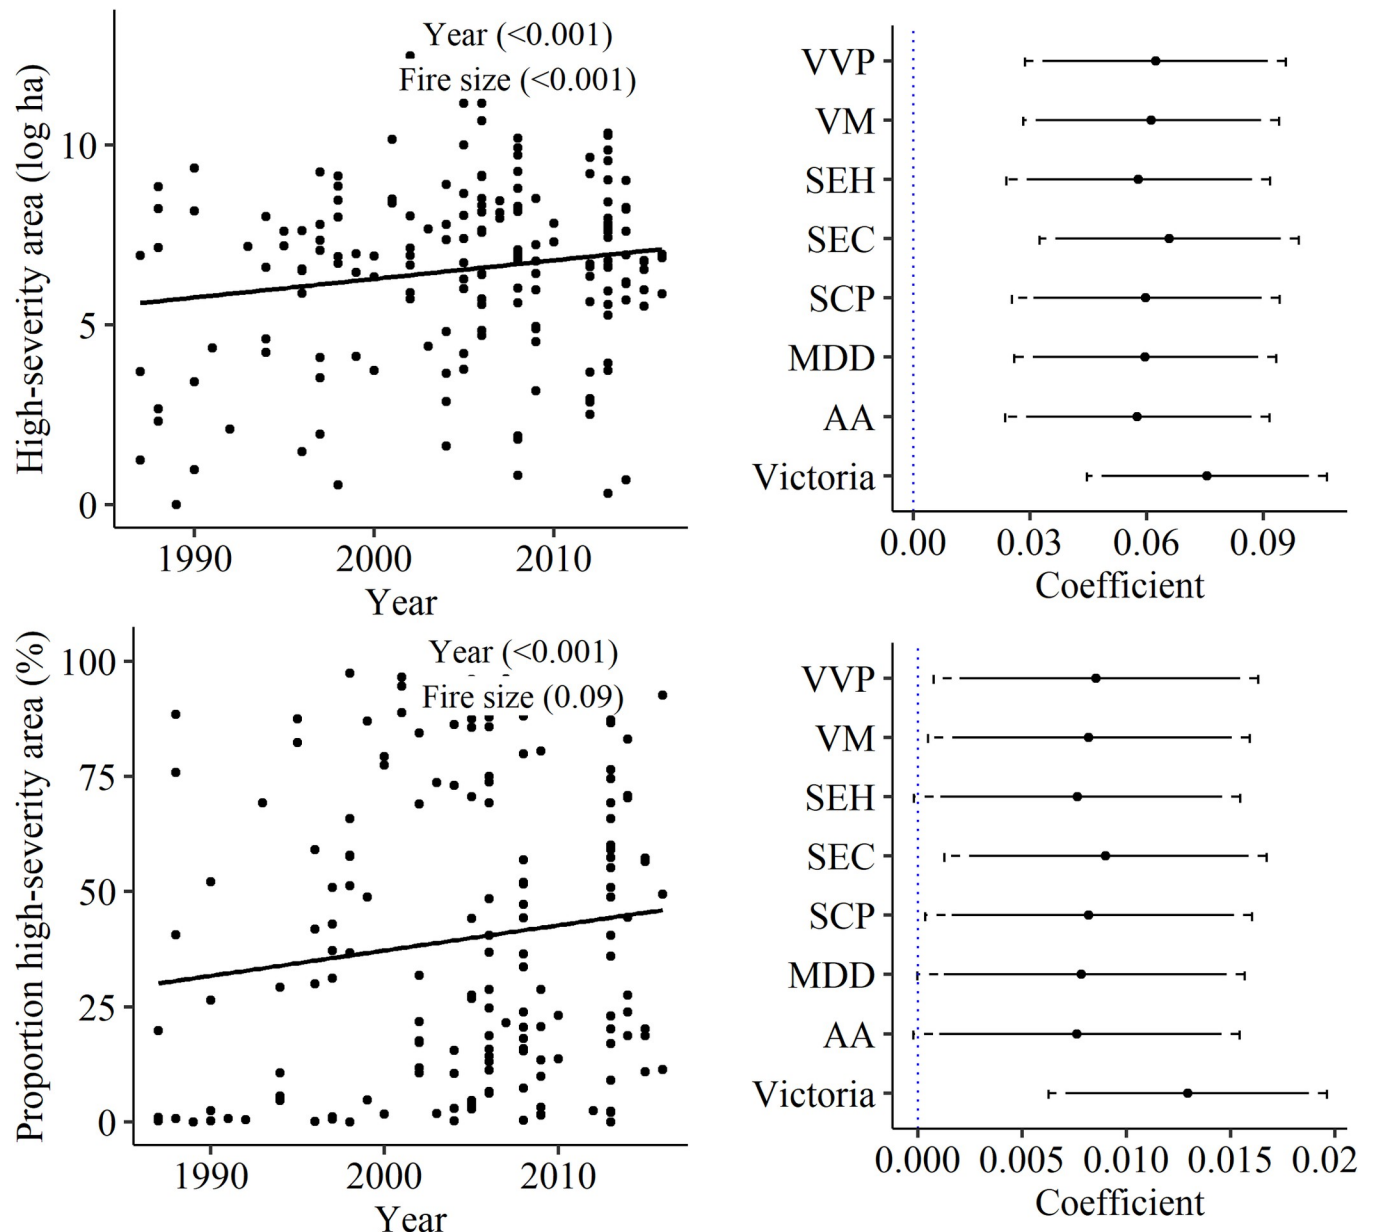 Year (<0.001)
Fire size (<0.001)
High-severity area (log ha)
10
5
0
1990
2000
2010
Year
VVP
VM
SEH
SEC
SCP
MDD
AA
Victoria
0.00
0.03
0.06
0.09
Coefficient
Year (<0.001)
Fire size (0.09)
Proportion high-severity area (%)
100
75
50
25
0
1990
2000
2010
Year
VVP
VM
SEH
SEC
SCP
MDD
AA
Victoria
0.000
0.005
0.010
0.015
0.02
Coefficient